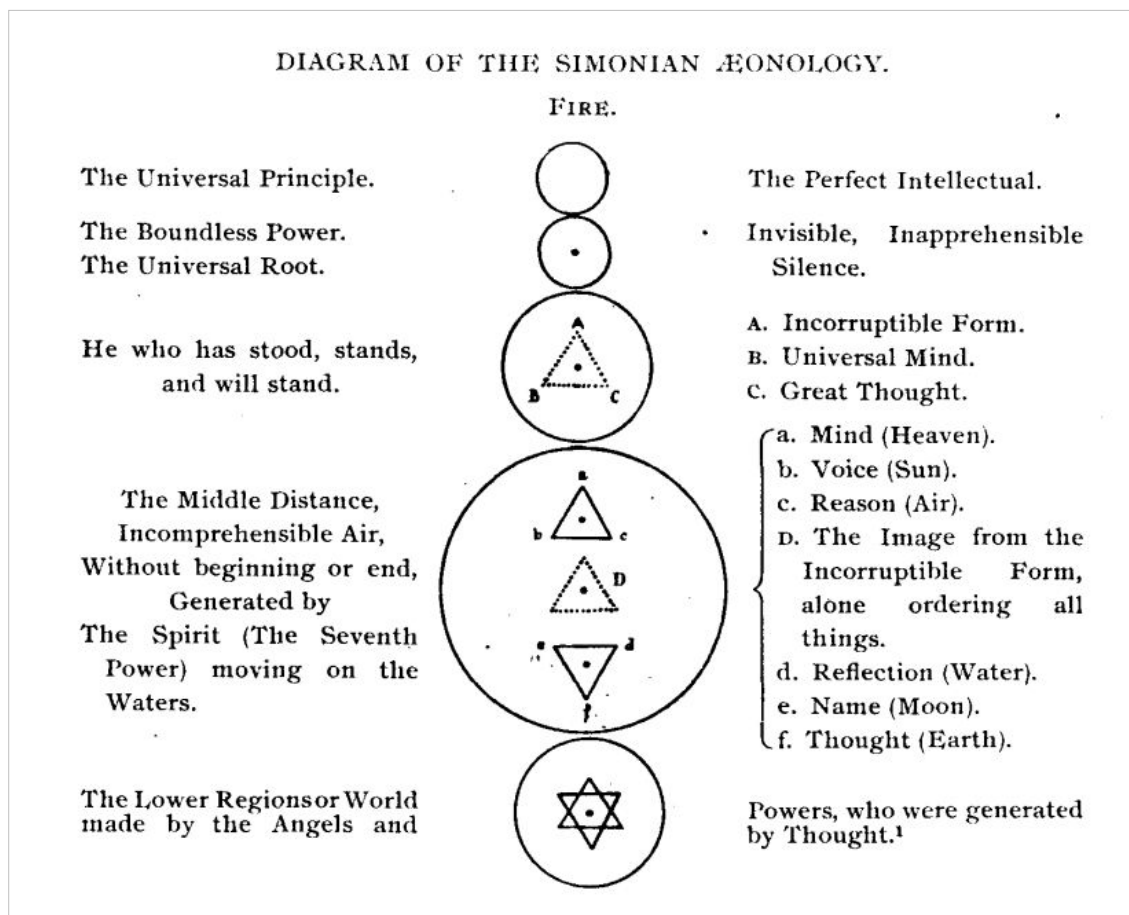 DIAGRAM OF THE SIMONIAN ÆONOLOGY.
FIRE.
The Universal Principle.
The Perfect Intellectual.
The Boundless Power.
The Universal Root.
Invisible, Inapprehensible
Silence.
He who has stood, stands,
and will stand.
A
B
C
A. Incorruptible Form.
B. Universal Mind.
C. Great Thought.
The Middle Distance,
Incomprehensible Air,
Without beginning or end,
Generated by
The Spirit (The Seventh
Power) moving on the
Waters.
a
b
c
D
e
d
f
a. Mind (Heaven).
b. Voice (Sun).
c. Reason (Air).
D. The Image from the
Incorruptible Form,
alone ordering all
things.
d. Reflection (Water).
e. Name (Moon).
f. Thought (Earth).
The Lower Regions or World
made by the Angels and
Powers, who were generated
by Thought.¹